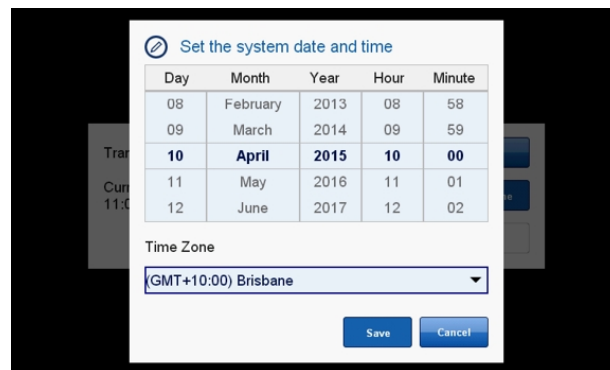 Set the system date and time
Day Month Year Hour Minute
08 February 2013 08 58
09 March 2014 09 59
10 April 2015 10 00
11 May 2016 11 01
12 June 2017 12 02
Time Zone
(GMT+10:00) Brisbane
Save Cancel